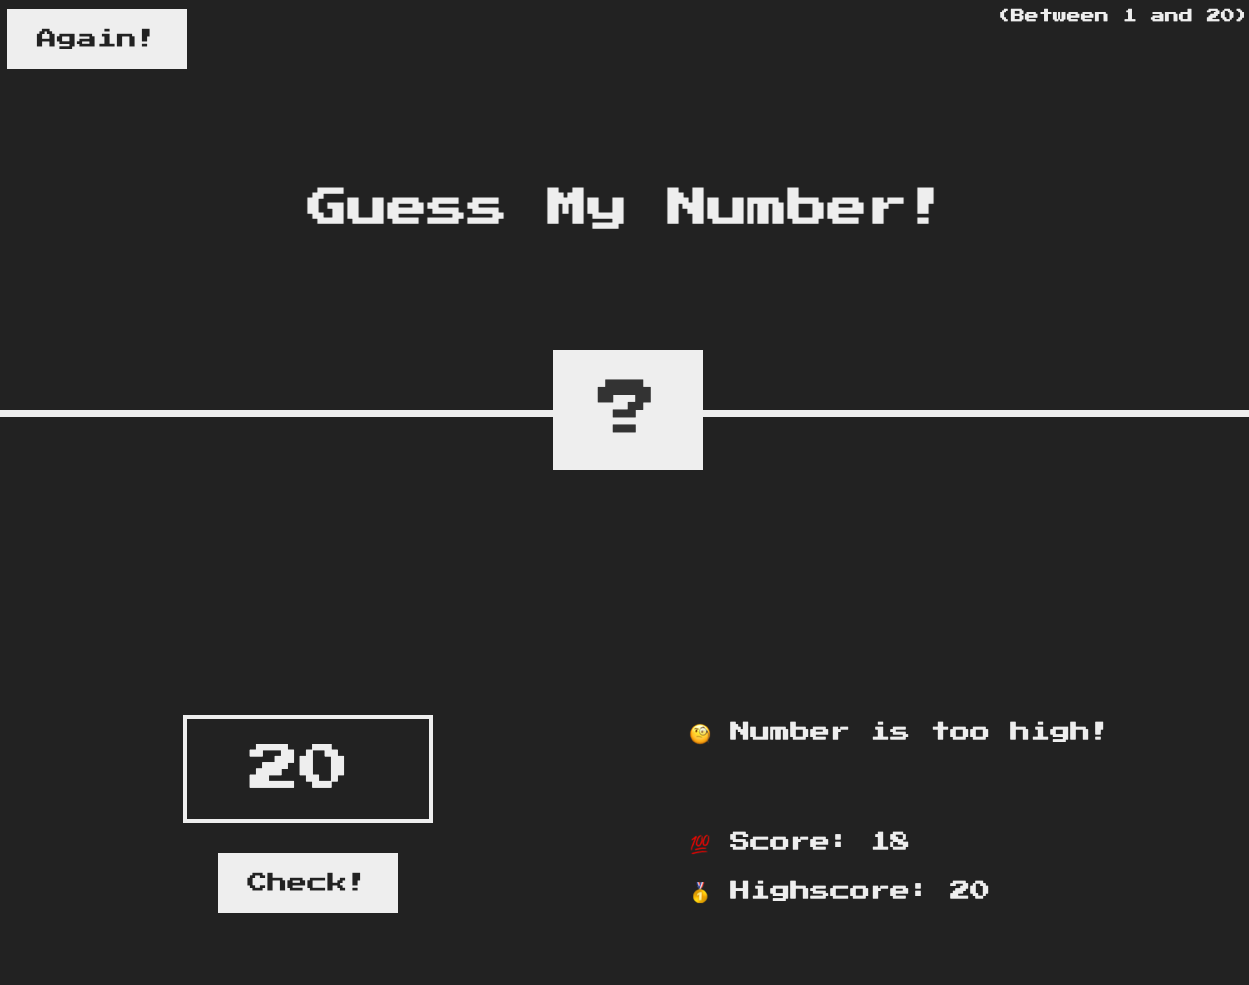 Again!
(Between 1 and 20)
Guess My Number!
?
20
Check!
🧐 Number is too high!
💯 Score: 18
🥇 Highscore: 20